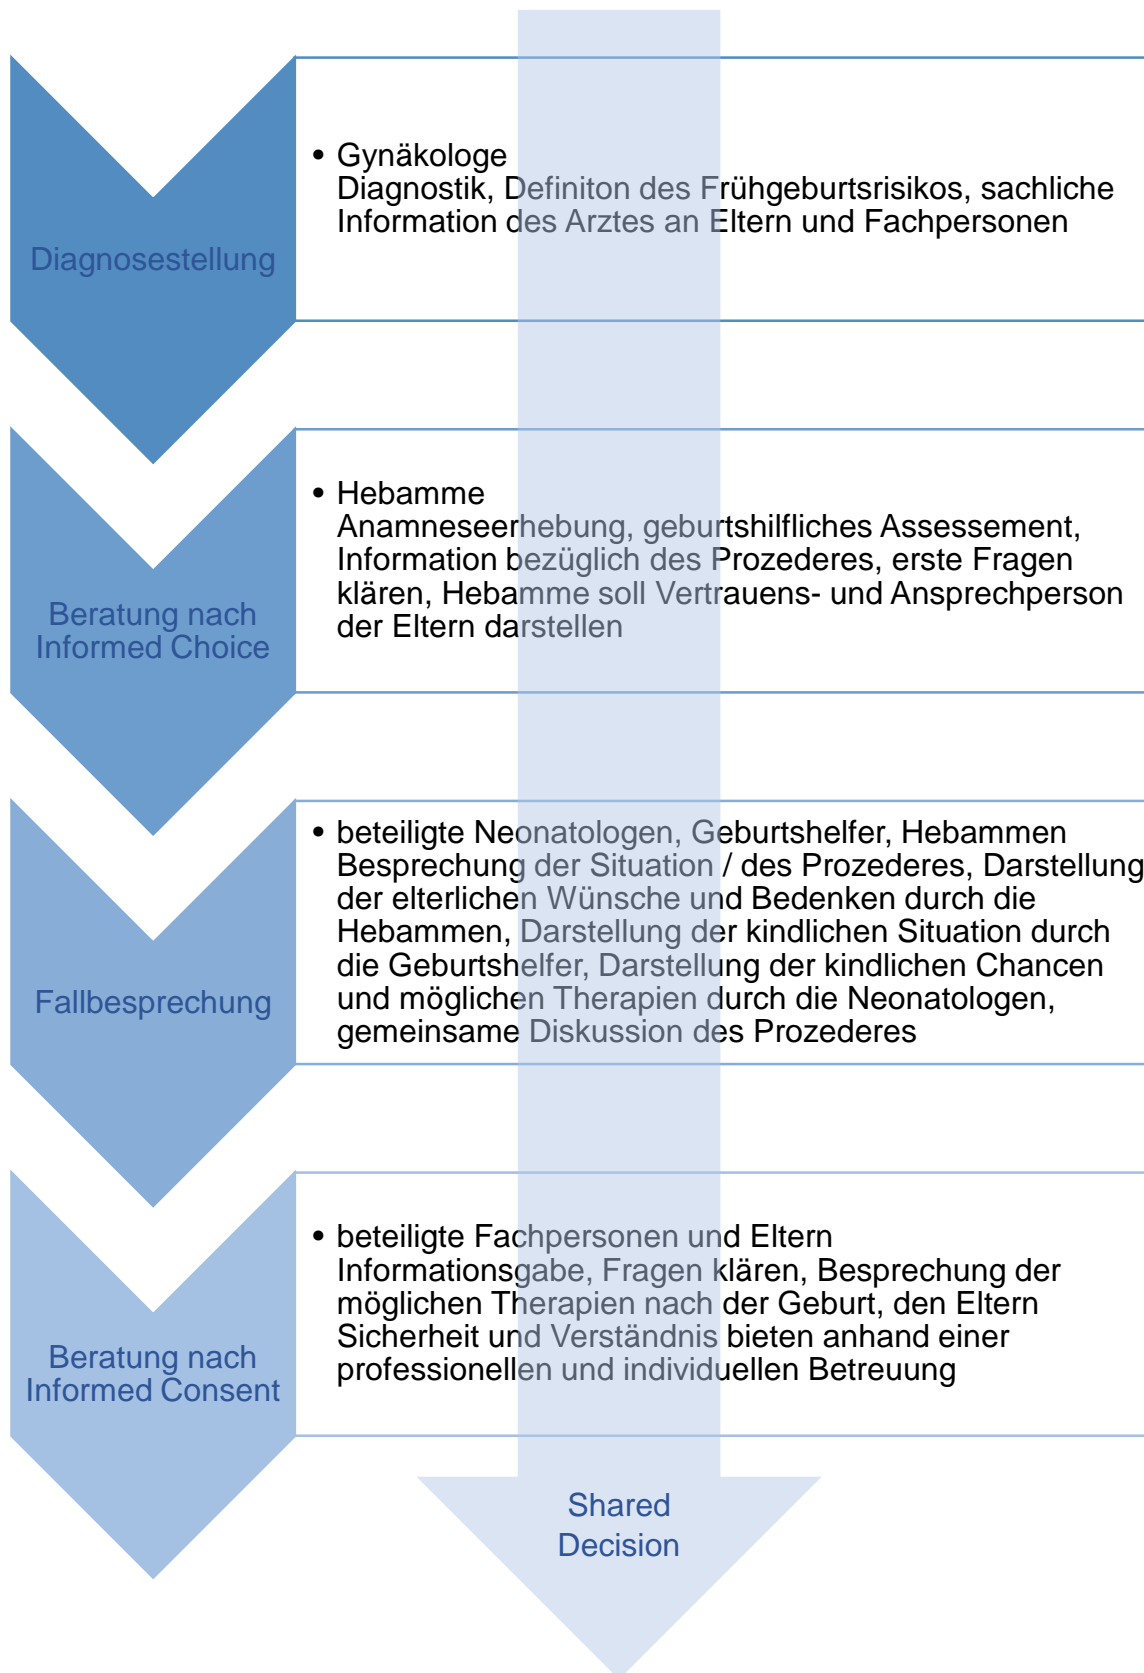 Diagnosestellung
• Gynäkologe
Diagnostik, Definiton des Frühgeburtsrisikos, sachliche
Information des Arztes an Eltern und Fachpersonen
Beratung nach
Informed Choice
• Hebamme
Anamneseerhebung, geburtshilfliches Assessement,
Information bezüglich des Prozederes, erste Fragen
klären, Hebamme soll Vertrauens- und Ansprechperson
der Eltern darstellen
Fallbesprechung
• beteiligte Neonatologen, Geburtshelfer, Hebammen
Besprechung der Situation / des Prozederes, Darstellung
der elterlichen Wünsche und Bedenken durch die
Hebammen, Darstellung der kindlichen Situation durch
die Geburtshelfer, Darstellung der kindlichen Chancen
und möglichen Therapien durch die Neonatologen,
gemeinsame Diskussion des Prozederes
Beratung nach
Informed Consent
• beteiligte Fachpersonen und Eltern
Informationsgabe, Fragen klären, Besprechung der
möglichen Therapien nach der Geburt, den Eltern
Sicherheit und Verständnis bieten anhand einer
professionellen und individuellen Betreuung
Shared
Decision